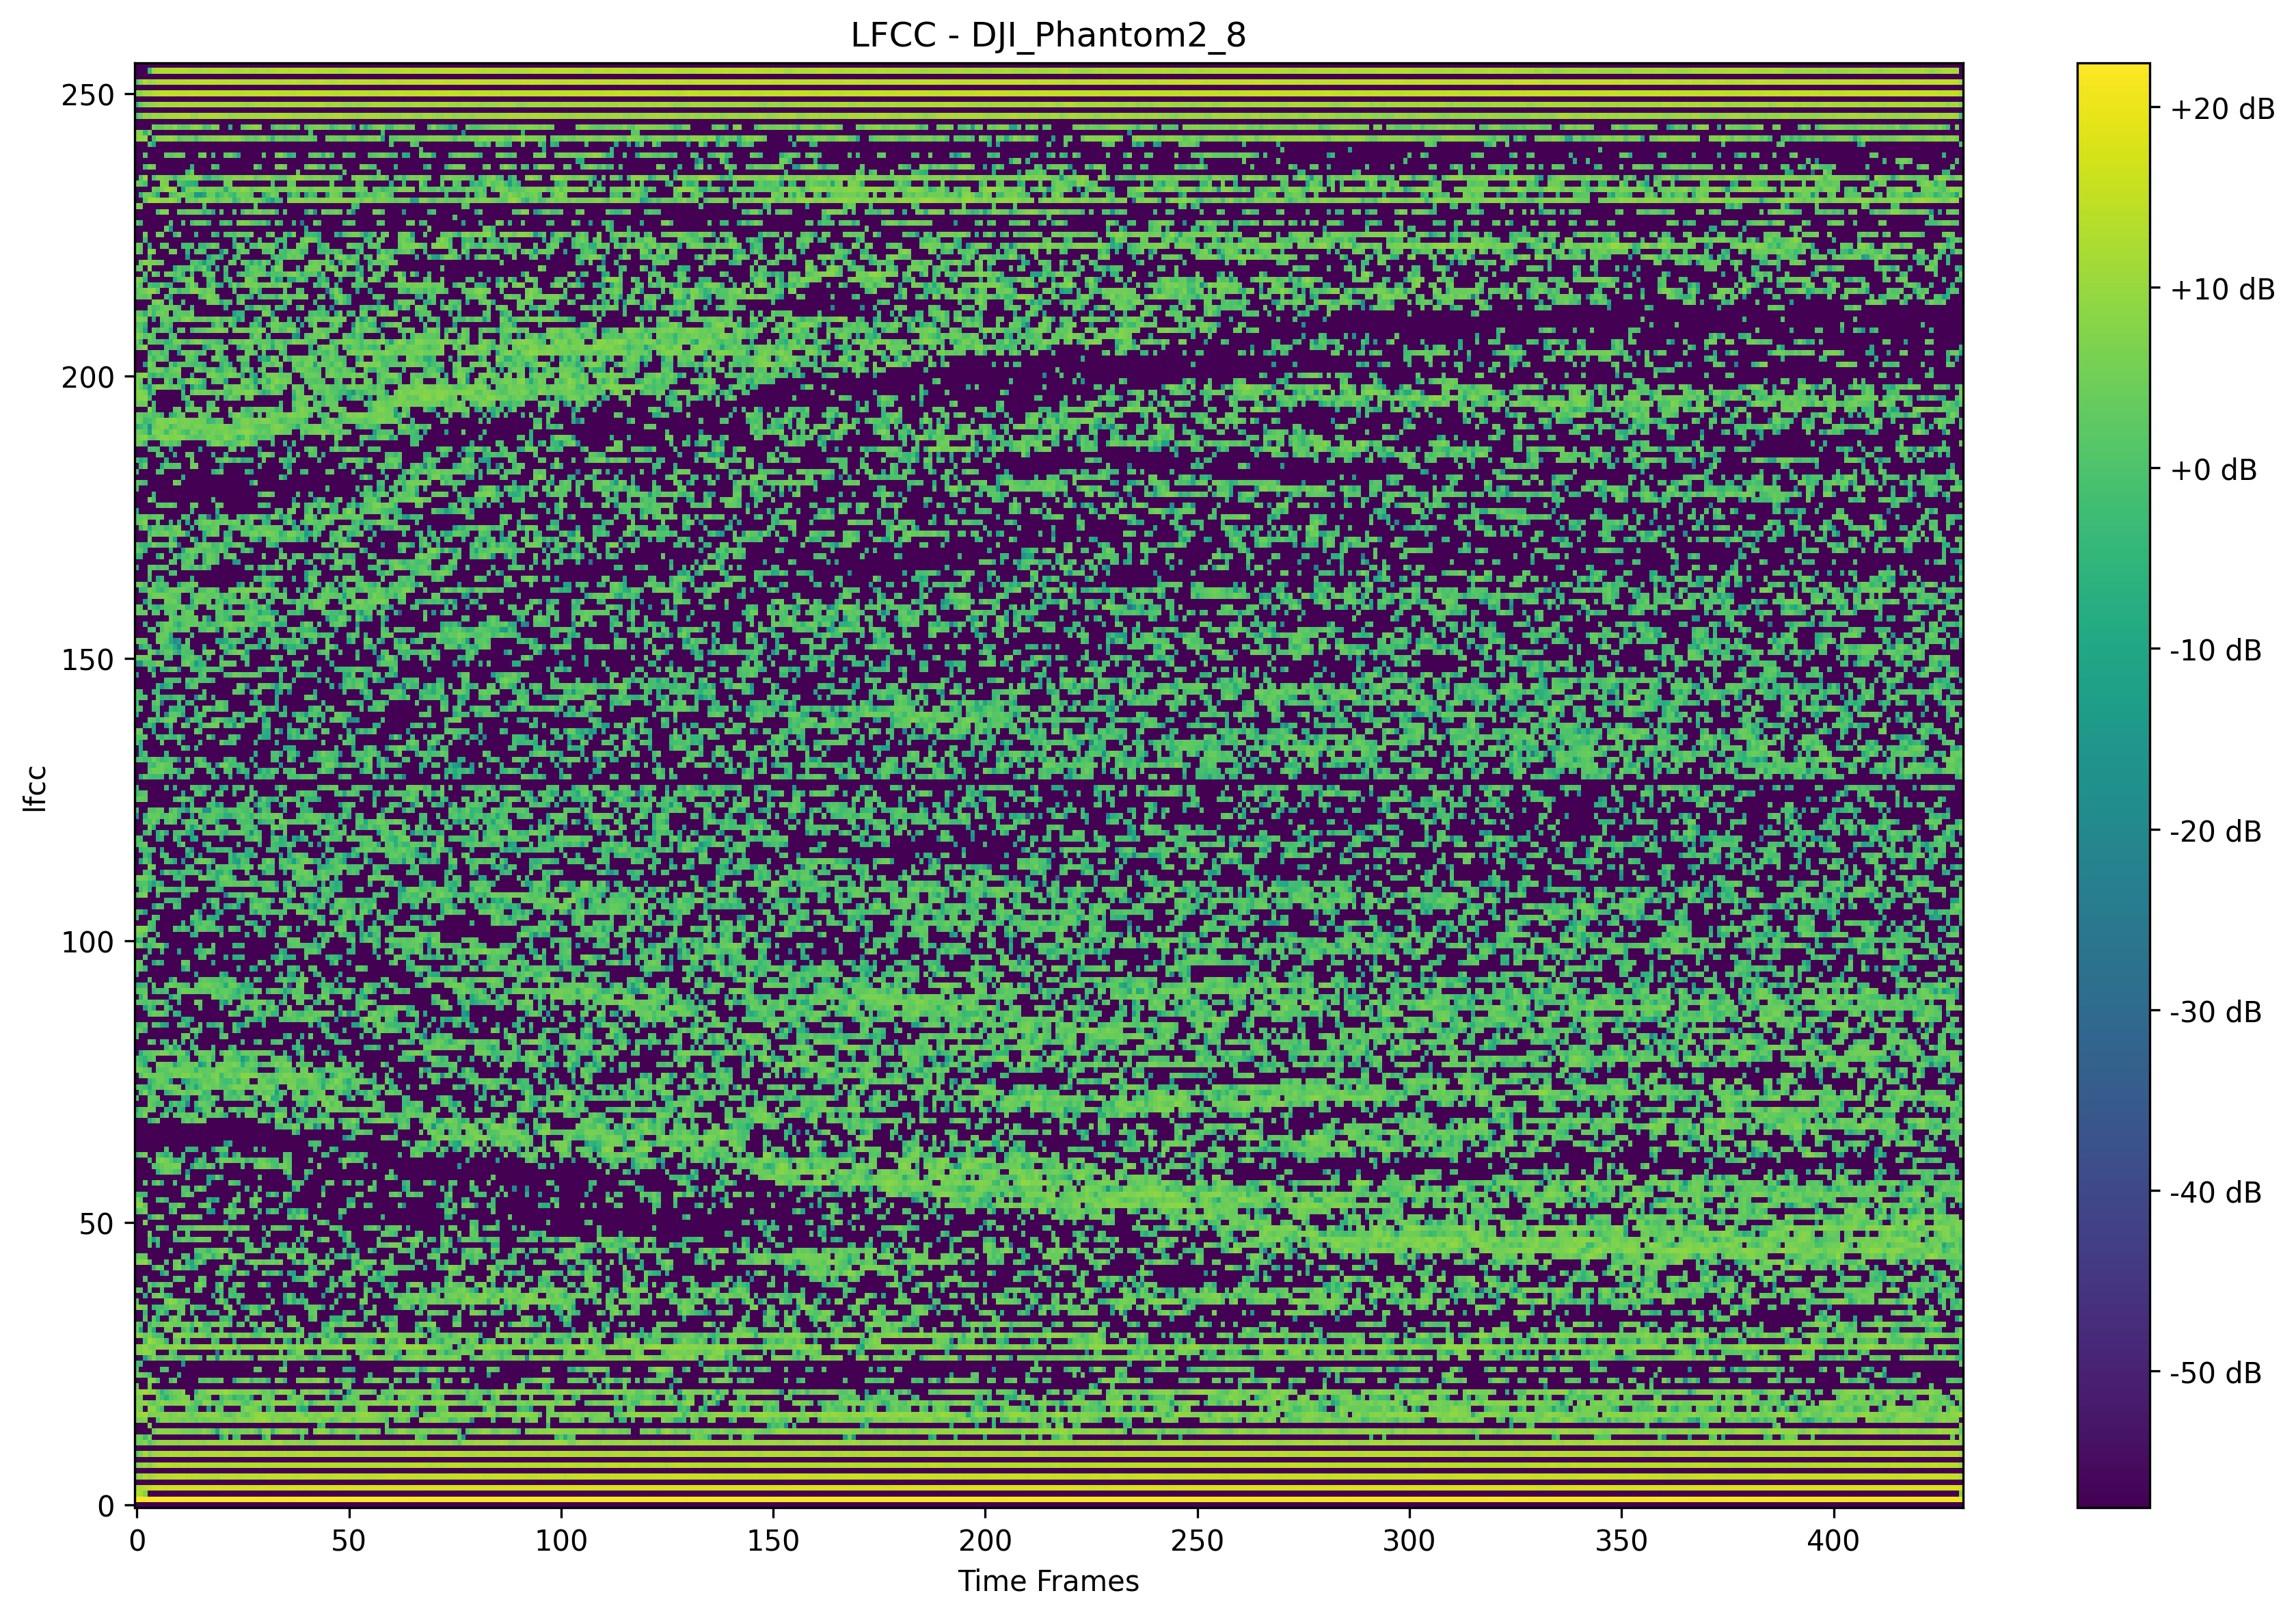 LFCC - DJI_Phantom2_8
250
200
150
100
50
0
lfcc
0 50 100 150 200 250 300 350 400
Time Frames
+20 dB
+10 dB
+0 dB
-10 dB
-20 dB
-30 dB
-40 dB
-50 dB